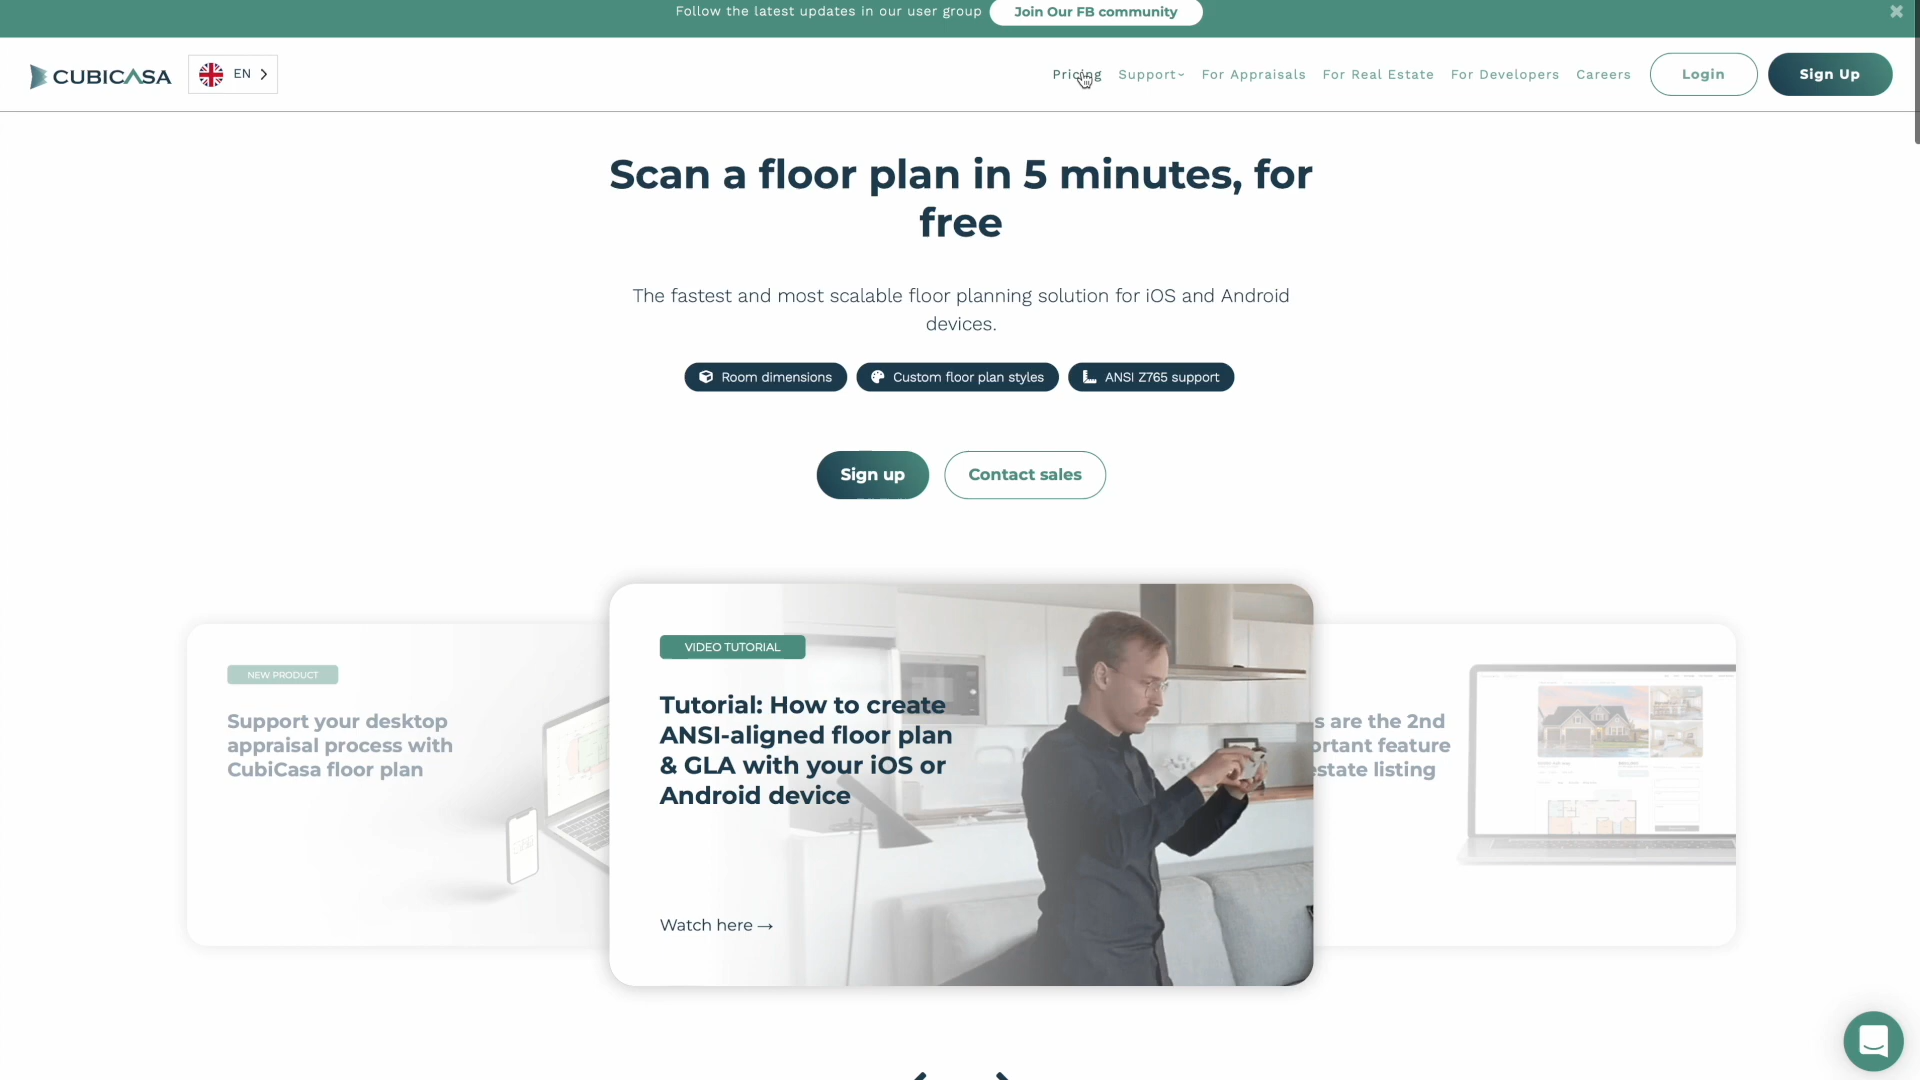 Follow the latest updates in our user group Join Our FB community
CUBICASA
EN
Pricing Support For Appraisals For Real Estate For Developers Careers Login Sign Up
Scan a floor plan in 5 minutes, for
free
The fastest and most scalable floor planning solution for iOS and Android
devices.
Room dimensions Custom floor plan styles ANSI Z765 support
Sign up Contact sales
NEW PRODUCT
Support your desktop
appraisal process with
CubiCasa floor plan
VIDEO TUTORIAL
Tutorial: How to create
ANSI-aligned floor plan
& GLA with your iOS or
Android device
Watch here →
s are the 2nd
ortant feature
estate listing